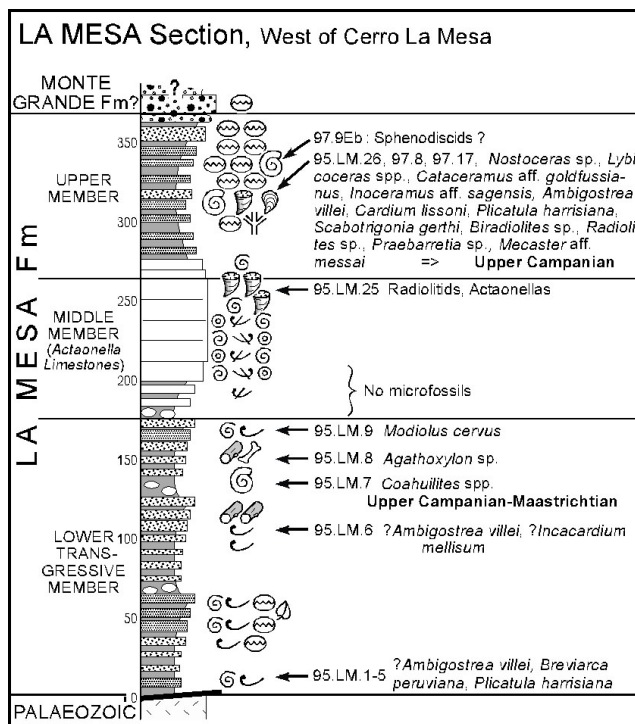 LA MESA Section, West of Cerro La Mesa
MONTE
GRANDE Fm?
?
350
UPPER
MEMBER
300
97.9Eb : Sphenodiscids ?
95.LM.26, 97.8, 97.17, Nostoceras sp., Lybi
coceras spp., Cataceramus aff. goldfussia-
nus, Inoceramus aff. sagensis, Ambigostrea
villei, Cardium lissoni, Plicatula harrisiana,
Scabotrigonia gerthi, Biradiolites sp., Radioli-
tes sp., Praebarretia sp., Mecaster aff.
messai => Upper Campanian
LA MESA Fm
250
MIDDLE
MEMBER
(Actaonella
Limestones)
200
95.LM.25 Radiolitids, Actaonellas
No microfossils
150
95.LM.9 Modiolus cervus
95.LM.8 Agathoxylon sp.
95.LM.7 Coahuilites spp.
Upper Campanian-Maastrichtian
100
LOWER
TRANS-
GRESSIVE
MEMBER
95.LM.6 ?Ambigostrea villei, ?Incacardium
mellisum
50
95.LM.1-5 ?Ambigostrea villei, Breviarca
peruviana, Plicatula harrisiana
0
PALAEOZOIC